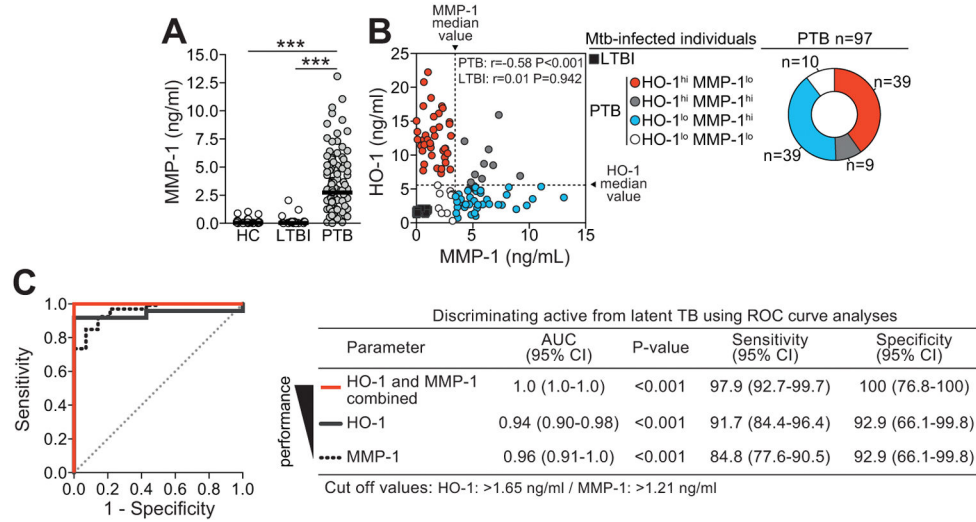 A
***
***
MMP-1 (ng/ml)
15.0
12.5
10.0
7.5
5.0
2.5
0.0
HC LTBI PTB
B
MMP-1
median
value
HO-1 (ng/ml)
25
20
15
10
5
0
PTB: r=-0.58 P<0.001
LTBI: r=0.01 P=0.942
HO-1
median
value
0 5 10 15
MMP-1 (ng/mL)
Mtb-infected individuals
LTBI
PTB
HO-1hi MMP-1lo
HO-1hi MMP-1hi
HO-1lo MMP-1hi
HO-1lo MMP-1lo
PTB n=97
n=10
n=39
n=39
n=9
C
Sensitivity
1.0
0.8
0.6
0.4
0.2
0.0
0.0 0.2 0.4 0.6 0.8 1.0
1 - Specificity
Discriminating active from latent TB using ROC curve analyses
Parameter AUC (95% CI) P-value Sensitivity (95% CI) Specificity (95% CI)
performance
HO-1 and MMP-1 combined 1.0 (1.0-1.0) <0.001 97.9 (92.7-99.7) 100 (76.8-100)
HO-1 0.94 (0.90-0.98) <0.001 91.7 (84.4-96.4) 92.9 (66.1-99.8)
MMP-1 0.96 (0.91-1.0) <0.001 84.8 (77.6-90.5) 92.9 (66.1-99.8)
Cut off values: HO-1: >1.65 ng/ml / MMP-1: >1.21 ng/ml